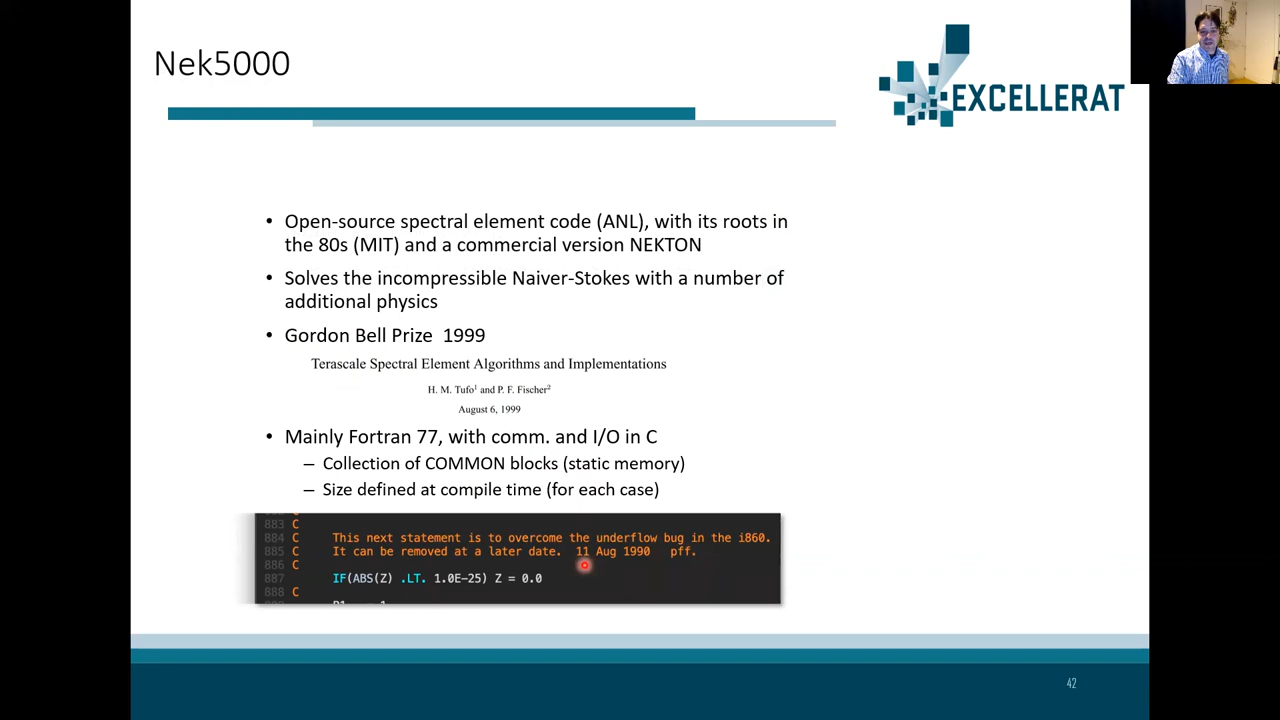 Nek5000
EXCELLERAT
• Open-source spectral element code (ANL), with its roots in
the 80s (MIT) and a commercial version NEKTON
• Solves the incompressible Naiver-Stokes with a number of
additional physics
• Gordon Bell Prize 1999
Terascale Spectral Element Algorithms and Implementations
H. M. Tufo¹ and P. F. Fischer²
August 6, 1999
• Mainly Fortran 77, with comm. and I/O in C
– Collection of COMMON blocks (static memory)
– Size defined at compile time (for each case)
883 C
884 C This next statement is to overcome the underflow bug in the i860.
885 C It can be removed at a later date. 11 Aug 1990 pff.
886 C
887 IF(ABS(Z) .LT. 1.0E-25) Z = 0.0
888 C
42